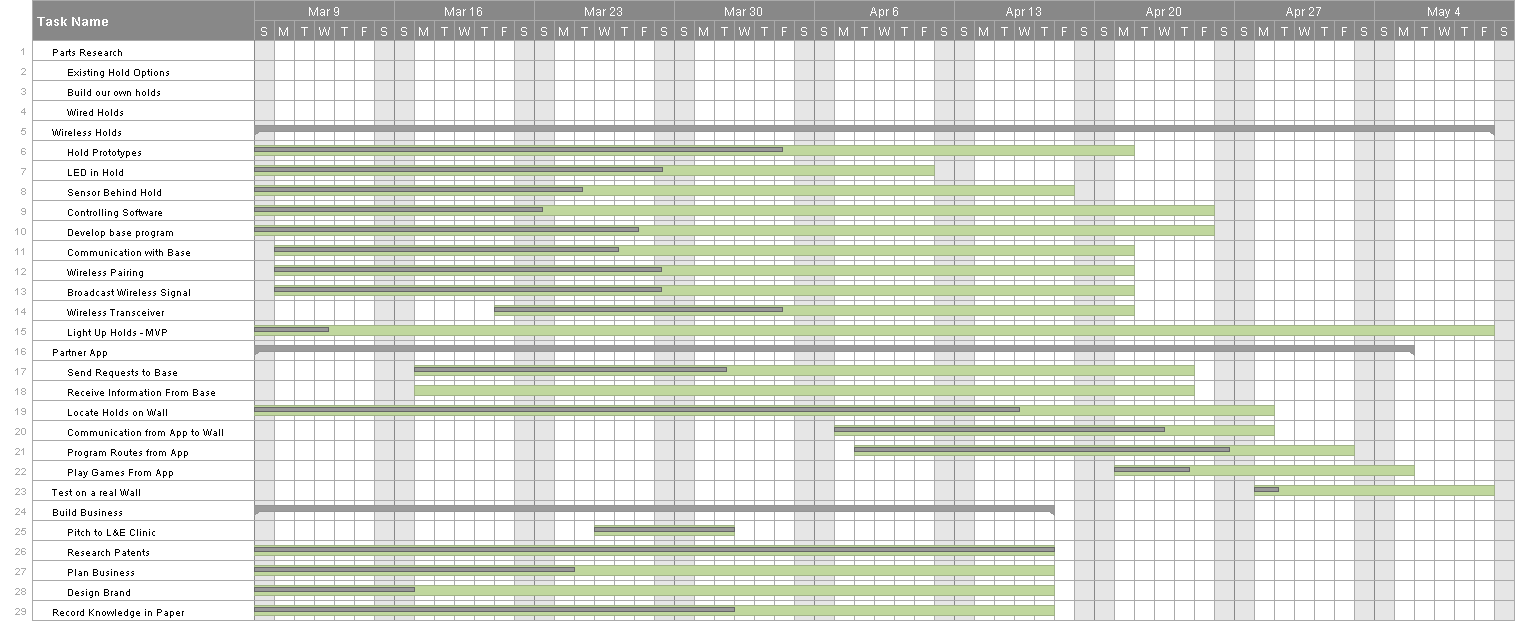 Task Name
Mar 9 Mar 16 Mar 23 Mar 30 Apr 6 Apr 13 Apr 20 Apr 27 May 4
S M T W T F S S M T W T F S S M T W T F S S M T W T F S S M T W T F S S M T W T F S S M T W T F S S M T W T F S S M T W T F S
1 Parts Research
2 Existing Hold Options
3 Build our own holds
4 Wired Holds
5 Wireless Holds
6 Hold Prototypes
7 LED in Hold
8 Sensor Behind Hold
9 Controlling Software
10 Develop base program
11 Communication with Base
12 Wireless Pairing
13 Broadcast Wireless Signal
14 Wireless Transceiver
15 Light Up Holds - MVP
16 Partner App
17 Send Requests to Base
18 Receive Information From Base
19 Locate Holds on Wall
20 Communication from App to Wall
21 Program Routes from App
22 Play Games From App
23 Test on a real Wall
24 Build Business
25 Pitch to L&E Clinic
26 Research Patents
27 Plan Business
28 Design Brand
29 Record Knowledge in Paper